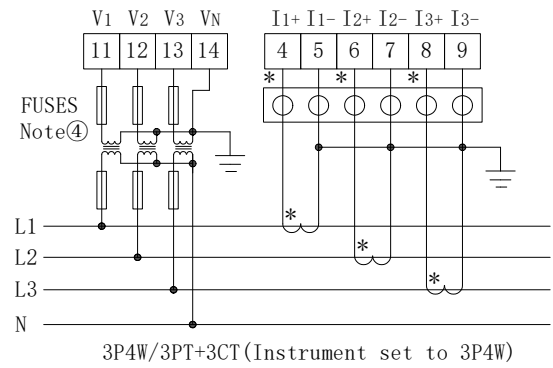 V1 V2 V3 VN I1+ I1- I2+ I2- I3+ I3-
11 12 13 14 4 5 6 7 8 9
* * *
FUSES
Note④
*
L1
*
L2
*
L3
N
3P4W/3PT+3CT(Instrument set to 3P4W)